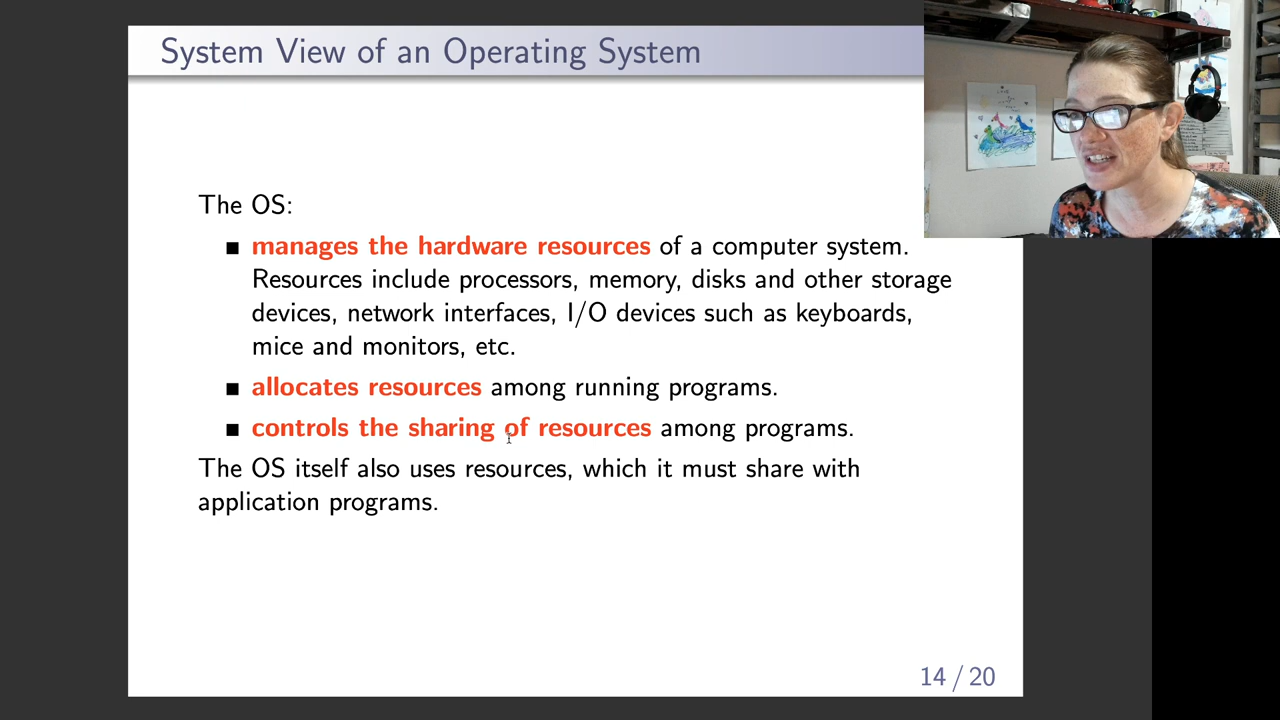 System View of an Operating System
The OS:
■ manages the hardware resources of a computer system.
Resources include processors, memory, disks and other storage
devices, network interfaces, I/O devices such as keyboards,
mice and monitors, etc.
■ allocates resources among running programs.
■ controls the sharing of resources among programs.
The OS itself also uses resources, which it must share with
application programs.
14 / 20